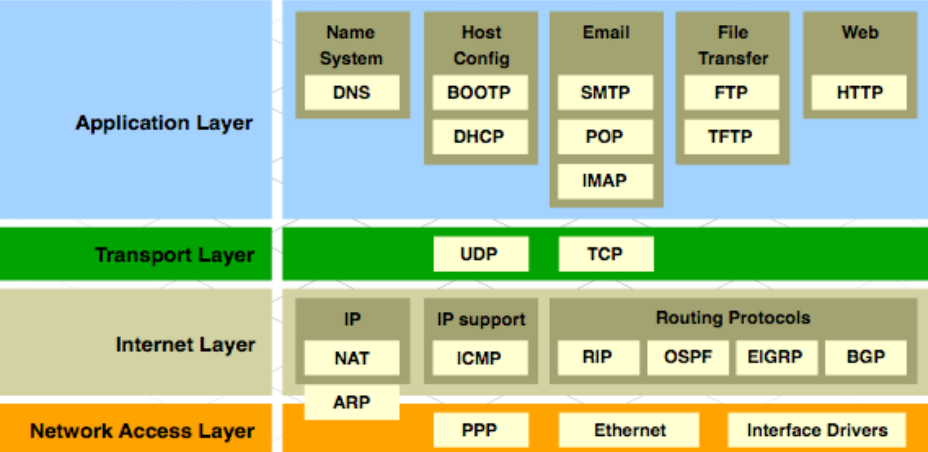 Application Layer
Name
System
DNS
Host
Config
BOOTP
DHCP
Email
SMTP
POP
IMAP
File
Transfer
FTP
TFTP
Web
HTTP
Transport Layer
UDP
TCP
Internet Layer
IP
NAT
ARP
IP support
ICMP
Routing Protocols
RIP
OSPF
EIGRP
BGP
Network Access Layer
PPP
Ethernet
Interface Drivers